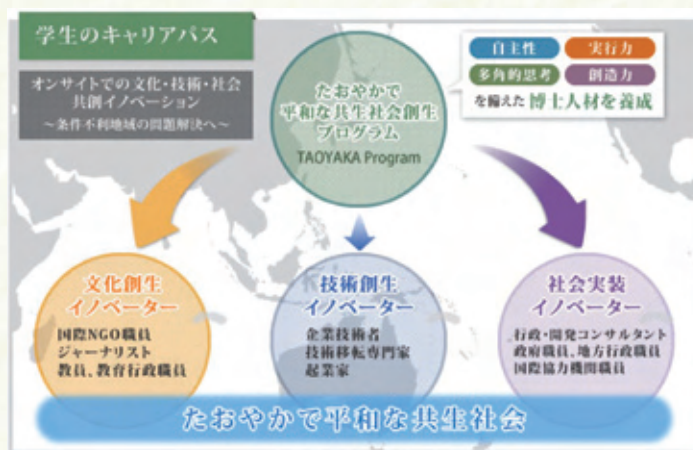 学生のキャリアパス
オンサイトでの文化・技術・社会
共創イノベーション
～条件不利地域の問題解決へ～
たおやかで
平和な共生社会創生
プログラム
TAOYAKA Program
自主性 実行力
多角的思考 創造力
を備えた 博士人材を養成
文化創生
イノベーター
国際NGO職員
ジャーナリスト
教員、教育行政職員
技術創生
イノベーター
企業技術者
技術移転専門家
起業家
社会実装
イノベーター
行政・開発コンサルタント
政府職員、地方行政職員
国際協力機関職員
たおやかで平和な共生社会